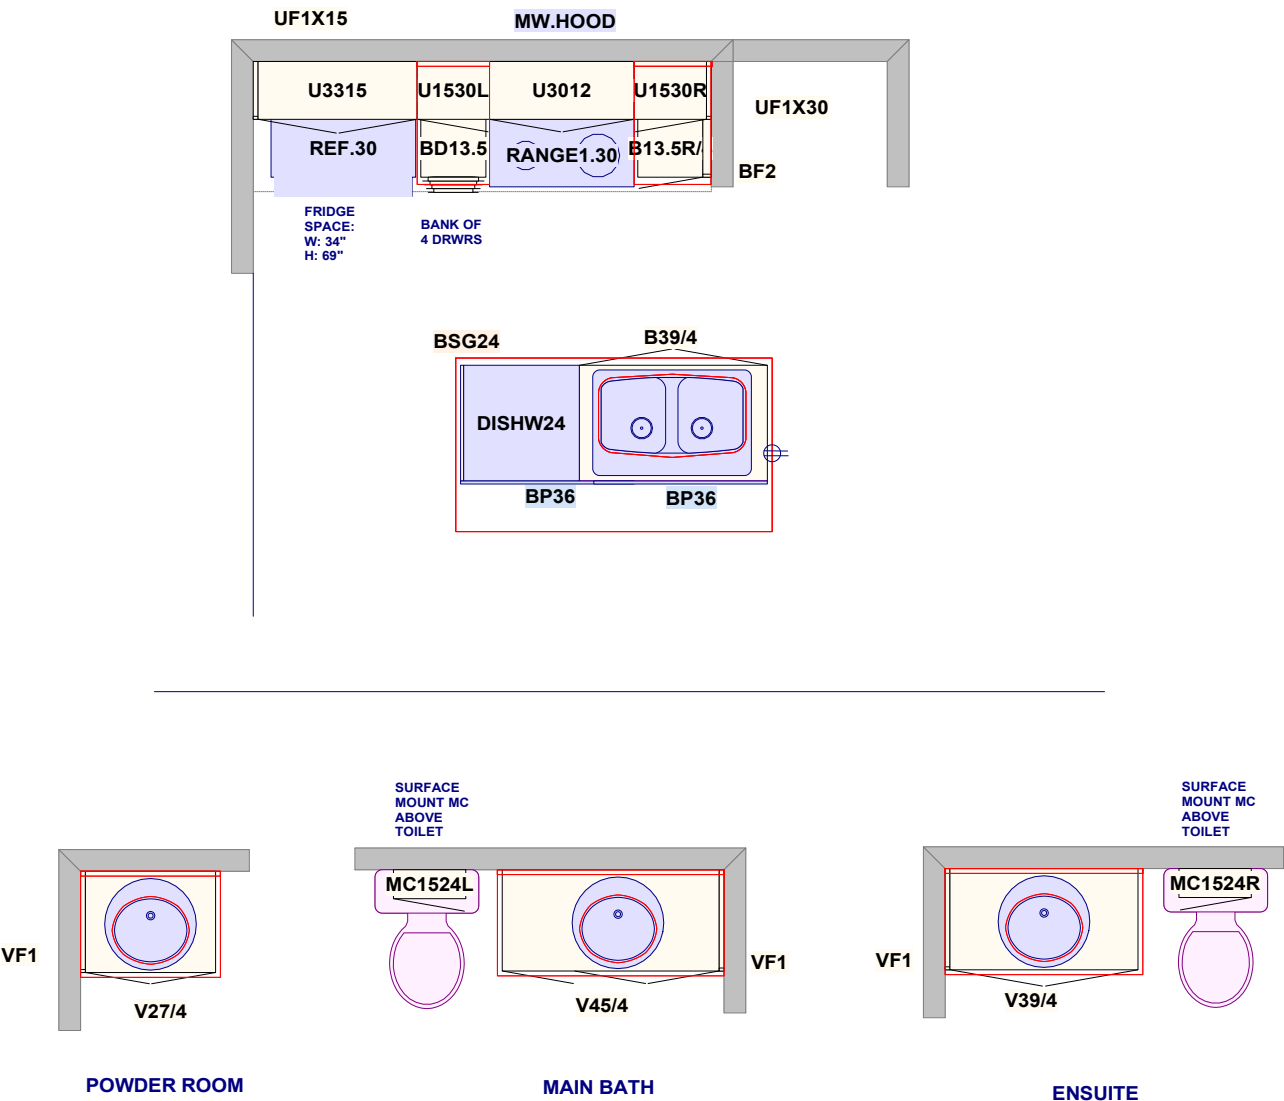 UF1X15
MW.HOOD
U3315
U1530L
U3012
U1530R
UF1X30
REF.30
BD13.5
RANGE1.30
B13.5R/
BF2
FRIDGE
SPACE:
W: 34"
H: 69"
BANK OF
4 DRWRS
BSG24
B39/4
DISHW24
BP36
BP36
SURFACE
MOUNT MC
ABOVE
TOILET
SURFACE
MOUNT MC
ABOVE
TOILET
MC1524L
MC1524R
VF1
VF1
VF1
V27/4
V45/4
V39/4
POWDER ROOM
MAIN BATH
ENSUITE